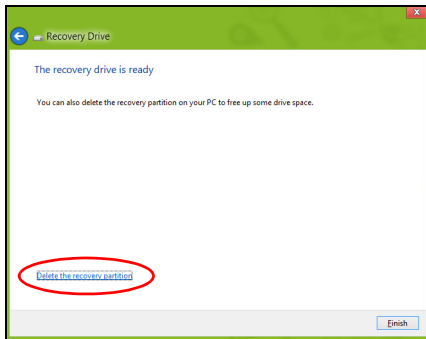 Recovery Drive
The recovery drive is ready
You can also delete the recovery partition on your PC to free up some drive space.
Delete the recovery partition
Finish